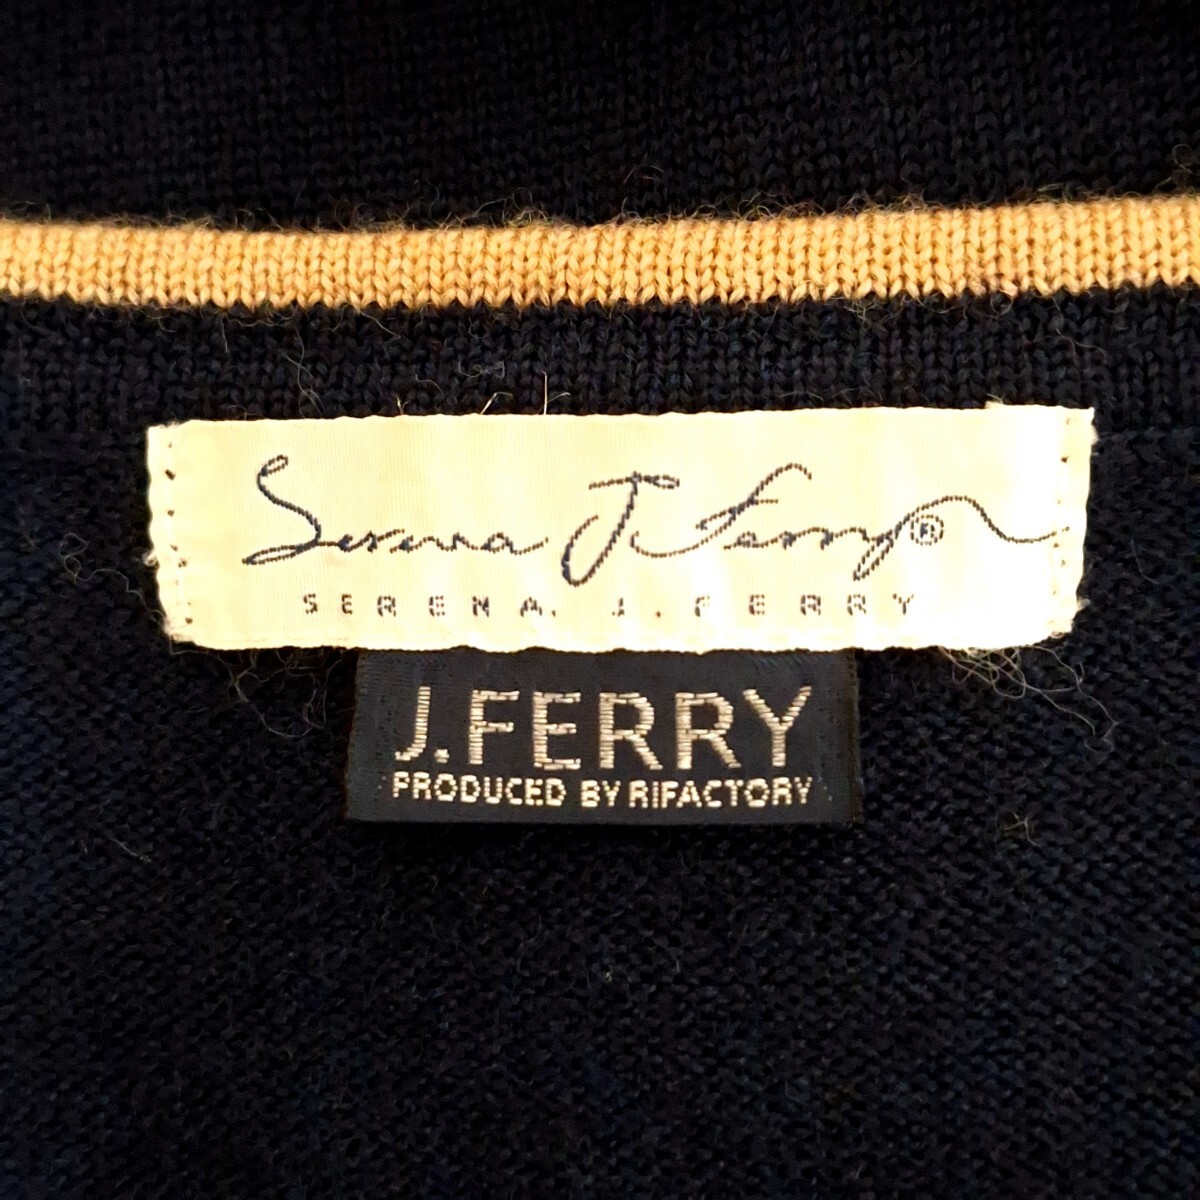 Serena J. Ferry ®
SERENA. J. FERRY
J.FERRY
PRODUCED BY RIFACTORY